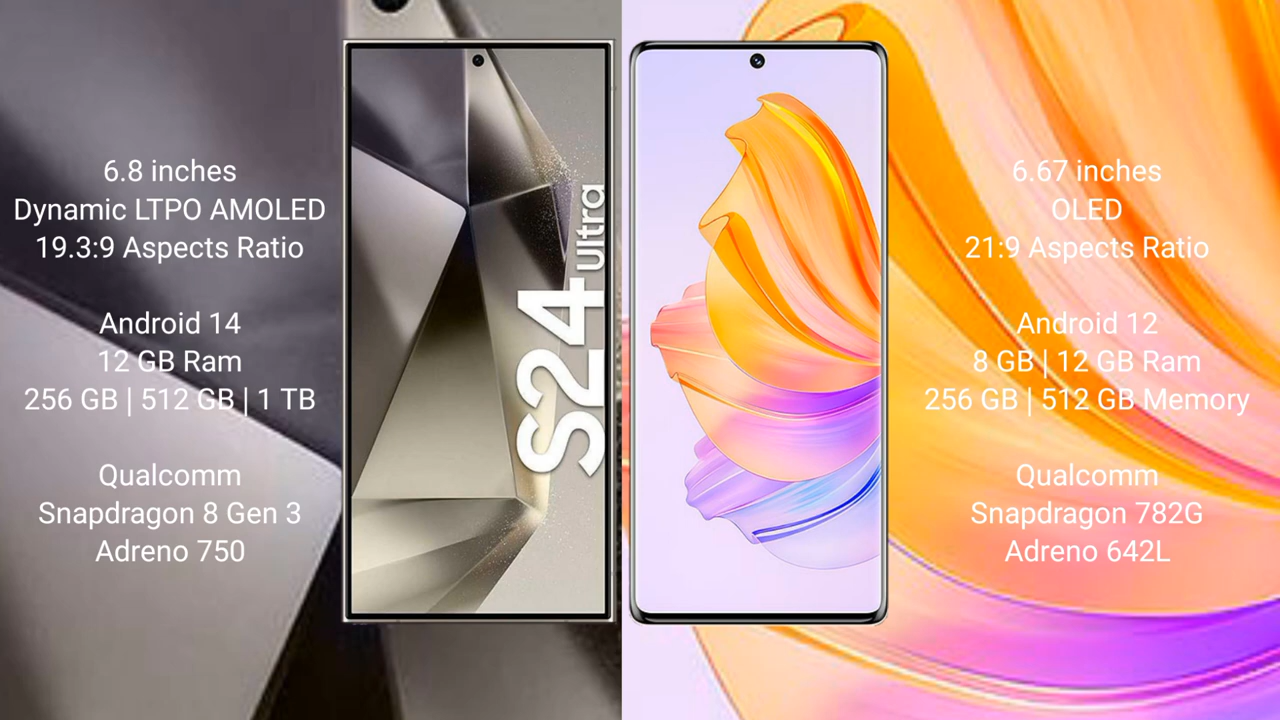 6.8 inches
Dynamic LTPO AMOLED
19.3:9 Aspects Ratio
Android 14
12 GB Ram
256 GB | 512 GB | 1 TB
Qualcomm
Snapdragon 8 Gen 3
Adreno 750
S24 Ultra
6.67 inches
OLED
21:9 Aspects Ratio
Android 12
8 GB | 12 GB Ram
256 GB | 512 GB Memory
Qualcomm
Snapdragon 782G
Adreno 642L